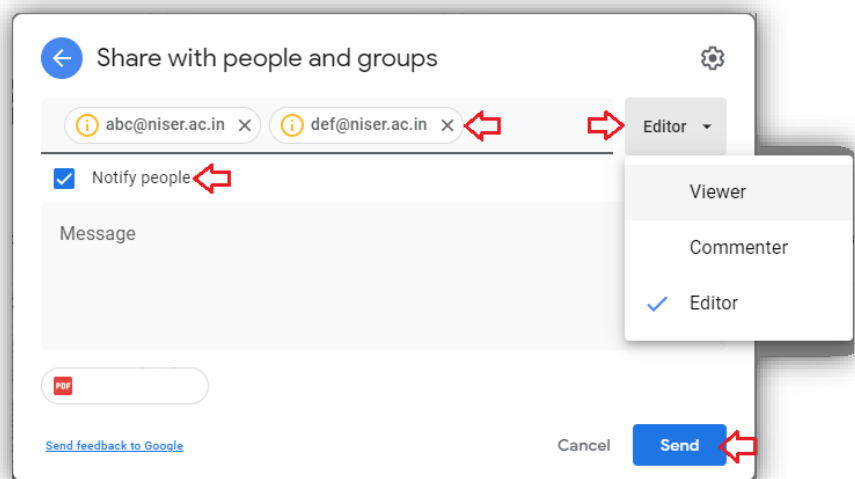 Share with people and groups
abc@niser.ac.in def@niser.ac.in Editor
Notify people
Viewer
Message
Commenter
Editor
PDF
Send feedback to Google Cancel Send